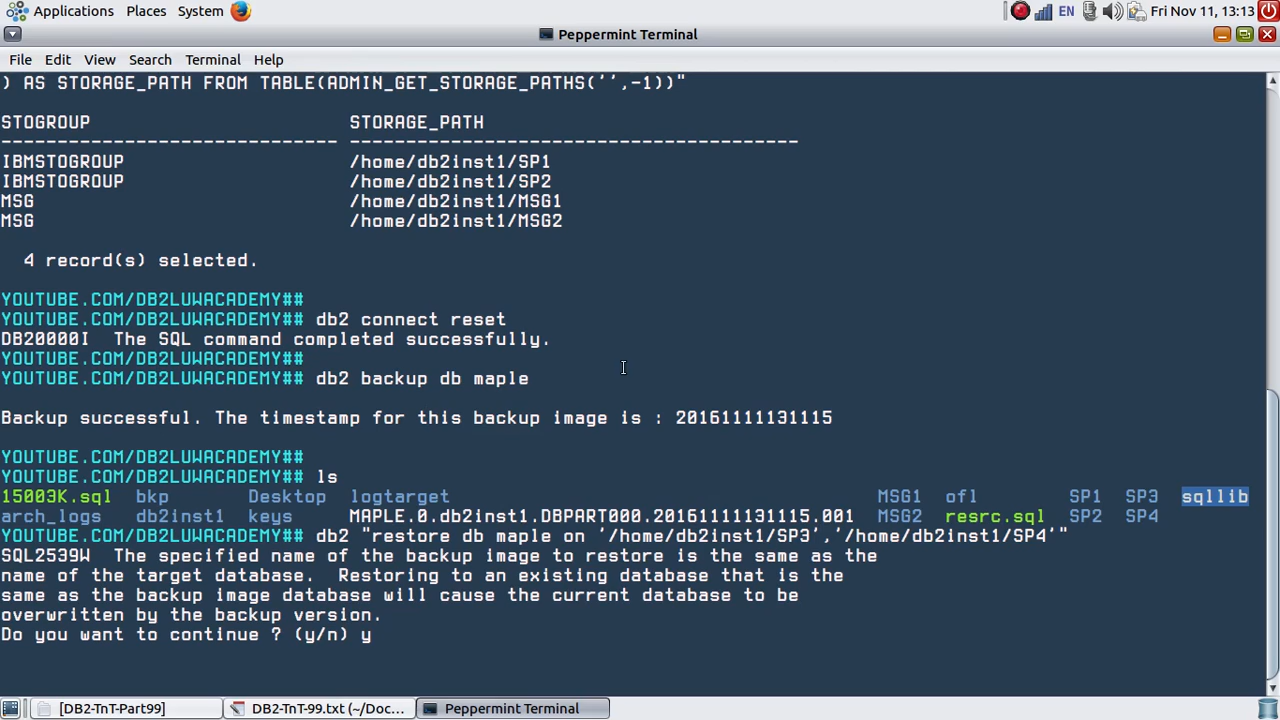 Applications Places System EN Fri Nov 11, 13:13
Peppermint Terminal
File Edit View Search Terminal Help
) AS STORAGE_PATH FROM TABLE(ADMIN_GET_STORAGE_PATHS('',-1))"
STOGROUP STORAGE_PATH
------------------------------ ----------------------------------------
IBMSTOGROUP /home/db2inst1/SP1
IBMSTOGROUP /home/db2inst1/SP2
MSG /home/db2inst1/MSG1
MSG /home/db2inst1/MSG2
4 record(s) selected.
YOUTUBE.COM/DB2LUWACADEMY##
YOUTUBE.COM/DB2LUWACADEMY## db2 connect reset
DB20000I The SQL command completed successfully.
YOUTUBE.COM/DB2LUWACADEMY##
YOUTUBE.COM/DB2LUWACADEMY## db2 backup db maple
Backup successful. The timestamp for this backup image is : 20161111131115
YOUTUBE.COM/DB2LUWACADEMY##
YOUTUBE.COM/DB2LUWACADEMY## ls
15003K.sql bkp Desktop logtarget MSG1 ofl SP1 SP3 sqllib
arch_logs db2inst1 keys MAPLE.0.db2inst1.DBPART000.20161111131115.001 MSG2 resrc.sql SP2 SP4
YOUTUBE.COM/DB2LUWACADEMY## db2 "restore db maple on '/home/db2inst1/SP3','/home/db2inst1/SP4'"
SQL2539W The specified name of the backup image to restore is the same as the
name of the target database. Restoring to an existing database that is the
same as the backup image database will cause the current database to be
overwritten by the backup version.
Do you want to continue ? (y/n) y
[DB2-TnT-Part99] DB2-TnT-99.txt (~/Doc... Peppermint Terminal